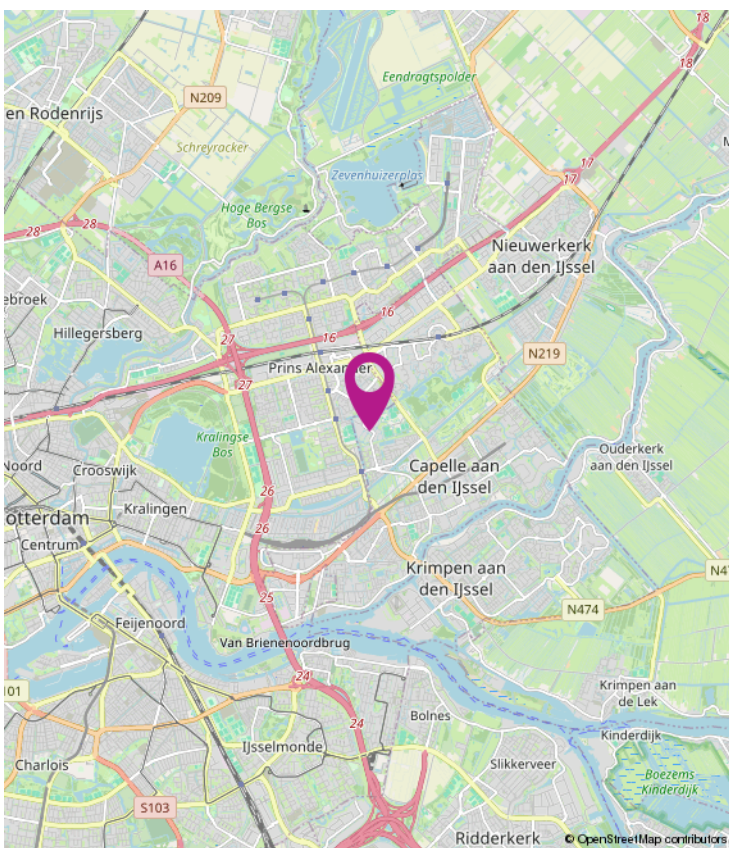 18
18
Eendragtspolder
N209
en Rodenrijs
Schreyracker
Zevenhuizerplas
17
17
Hoge Bergse
Bos
28
28
Nieuwerkerk
aan den IJssel
A16
ebroek
16
16
Hillegersberg
27
N219
Prins Alexander
27
Kralingse
Bos
Ouderkerk
aan den IJssel
Noord
Crooswijk
Capelle aan
den IJssel
26
Kralingen
otterdam
26
Centrum
Krimpen aan
den IJssel
N47
25
N474
Feijenoord
Van Brienenoordbrug
24
Krimpen aan
de Lek
101
24
Bolnes
Kinderdijk
IJsselmonde
Charlois
Slikkerveer
Boezems
Kinderdijk
S103
Ridderkerk
© OpenStreetMap contributors